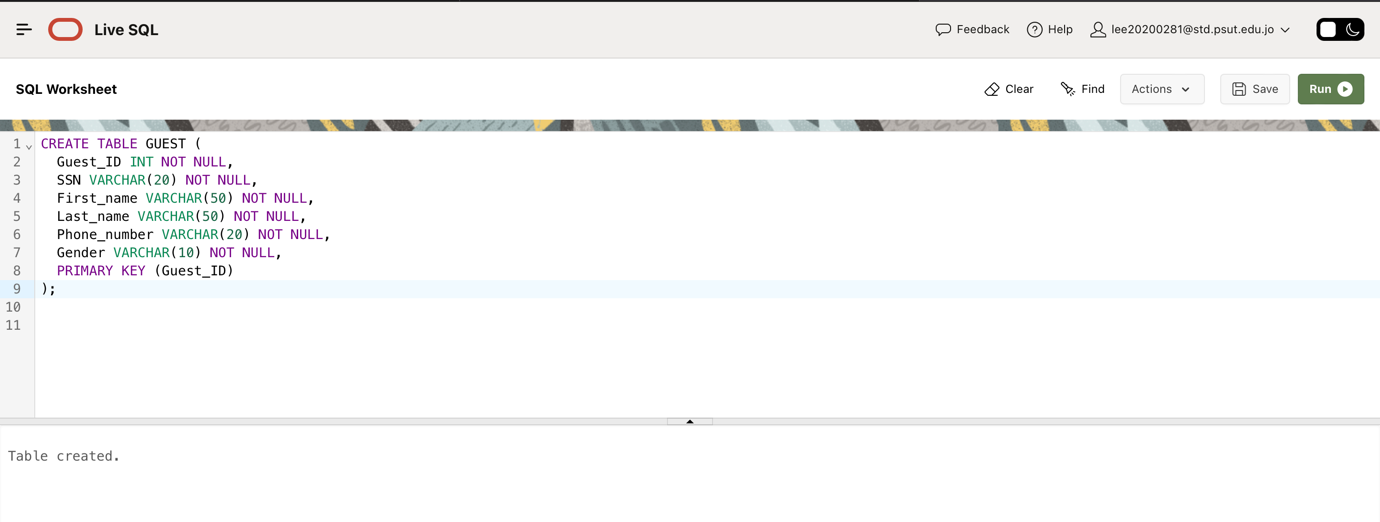 Live SQL
Feedback
Help
lee20200281@std.psut.edu.jo
SQL Worksheet
Clear
Find
Actions
Save
Run
1 CREATE TABLE GUEST (
2 Guest_ID INT NOT NULL,
3 SSN VARCHAR(20) NOT NULL,
4 First_name VARCHAR(50) NOT NULL,
5 Last_name VARCHAR(50) NOT NULL,
6 Phone_number VARCHAR(20) NOT NULL,
7 Gender VARCHAR(10) NOT NULL,
8 PRIMARY KEY (Guest_ID)
9 );
10
11
Table created.